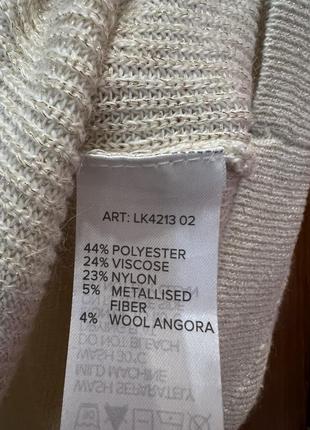 ART: LK4213 02
44% POLYESTER
24% VISCOSE
23% NYLON
5% METALLISED
FIBER
4% WOOL ANGORA
DO NOT BLEACH
WASH 30°C
MILD MACHINE
WASH SEPARATELY